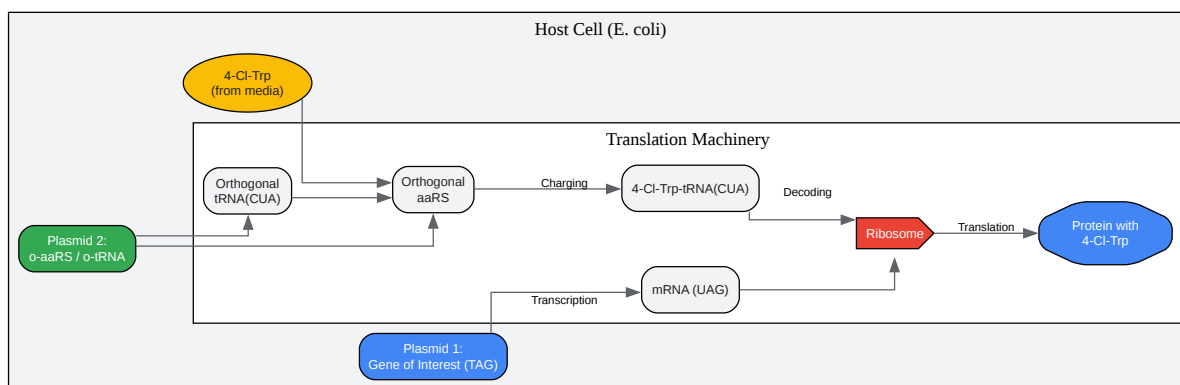 Host Cell (E. coli)
4-Cl-Trp
(from media)
Translation Machinery
Orthogonal
tRNA(CUA)
Orthogonal
aaRS
Charging
4-Cl-Trp-tRNA(CUA)
Decoding
Plasmid 2:
o-aaRS / o-tRNA
Ribosome
Translation
Protein with
4-Cl-Trp
Transcription
mRNA (UAG)
Plasmid 1:
Gene of Interest (TAG)